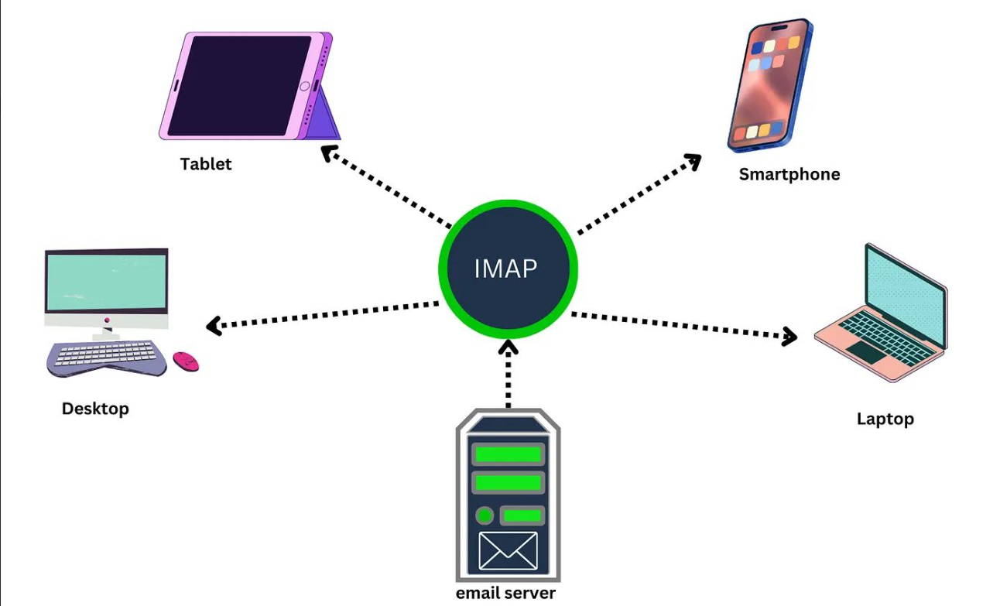 Tablet
Smartphone
IMAP
Desktop
Laptop
email server